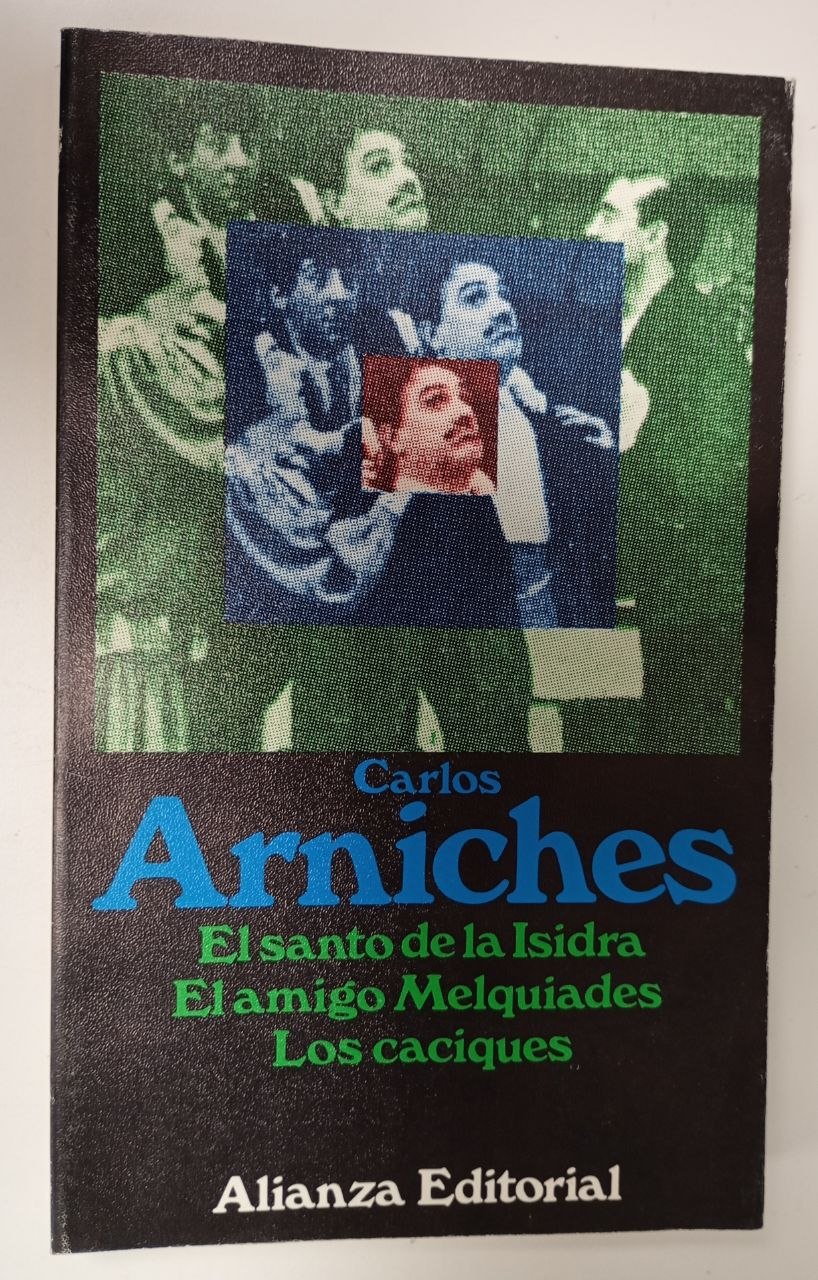 Carlos
Arniches
El santo de la Isidra
El amigo Melquiades
Los caciques
Alianza Editorial